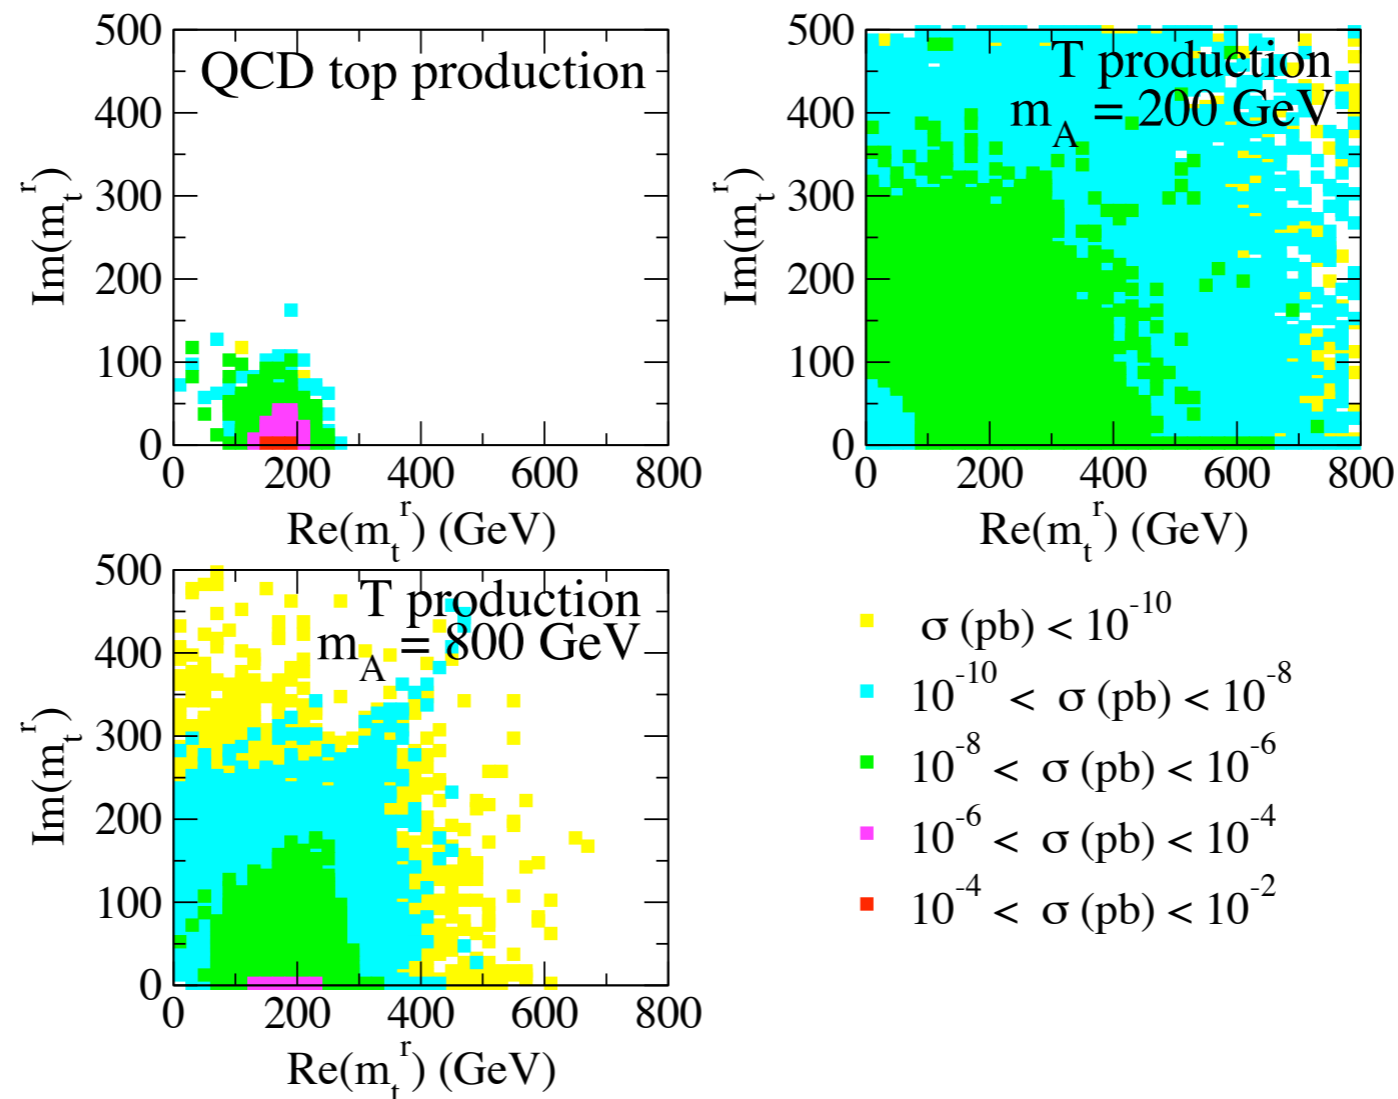 QCD top production
500
400
300
200
100
0
0 200 400 600 800
Im(m_t^r)
Re(m_t^r) (GeV)
T production
m_A = 200 GeV
500
400
300
200
100
0
0 200 400 600 800
Im(m_t^r)
Re(m_t^r) (GeV)
T production
m_A = 800 GeV
500
400
300
200
100
0
0 200 400 600 800
Im(m_t^r)
Re(m_t^r) (GeV)
σ (pb) < 10^-10
10^-10 < σ (pb) < 10^-8
10^-8 < σ (pb) < 10^-6
10^-6 < σ (pb) < 10^-4
10^-4 < σ (pb) < 10^-2